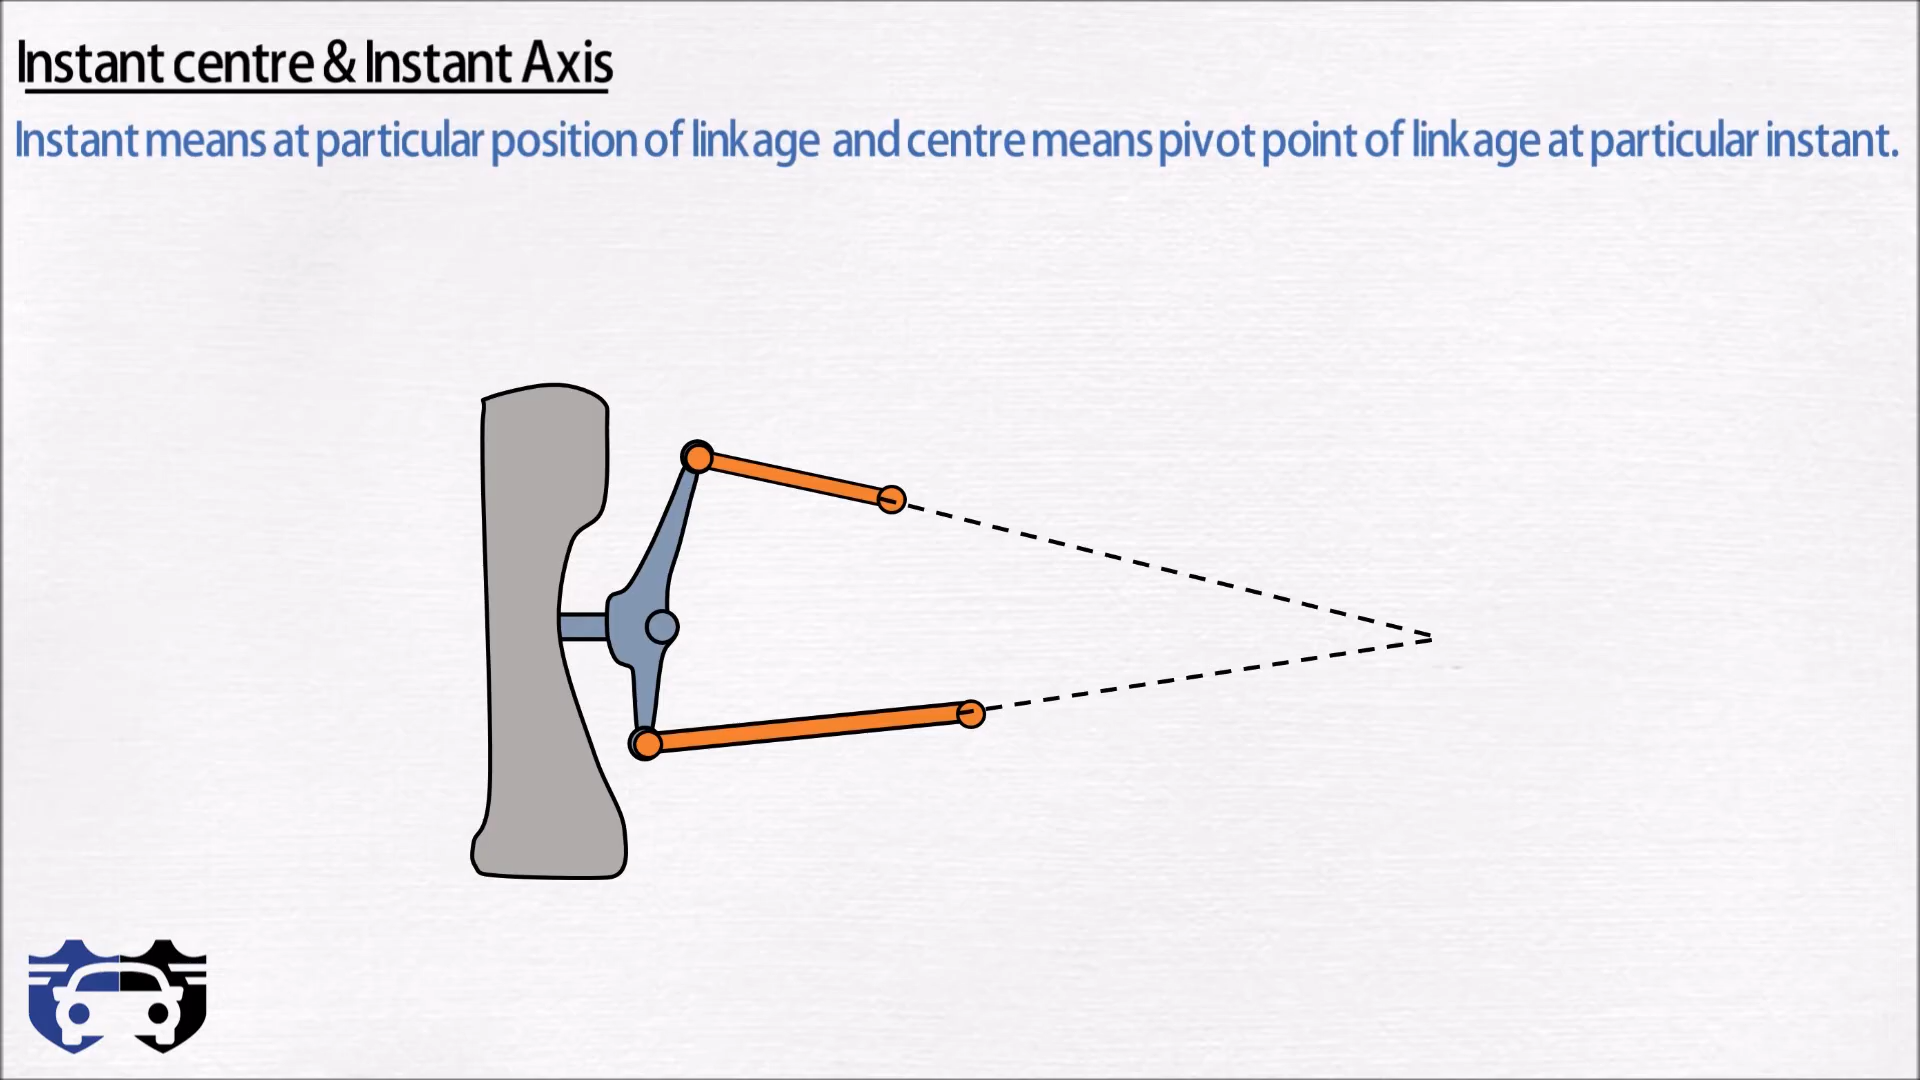 Instant centre & Instant Axis
Instant means at particular position of linkage and centre means pivot point of linkage at particular instant.